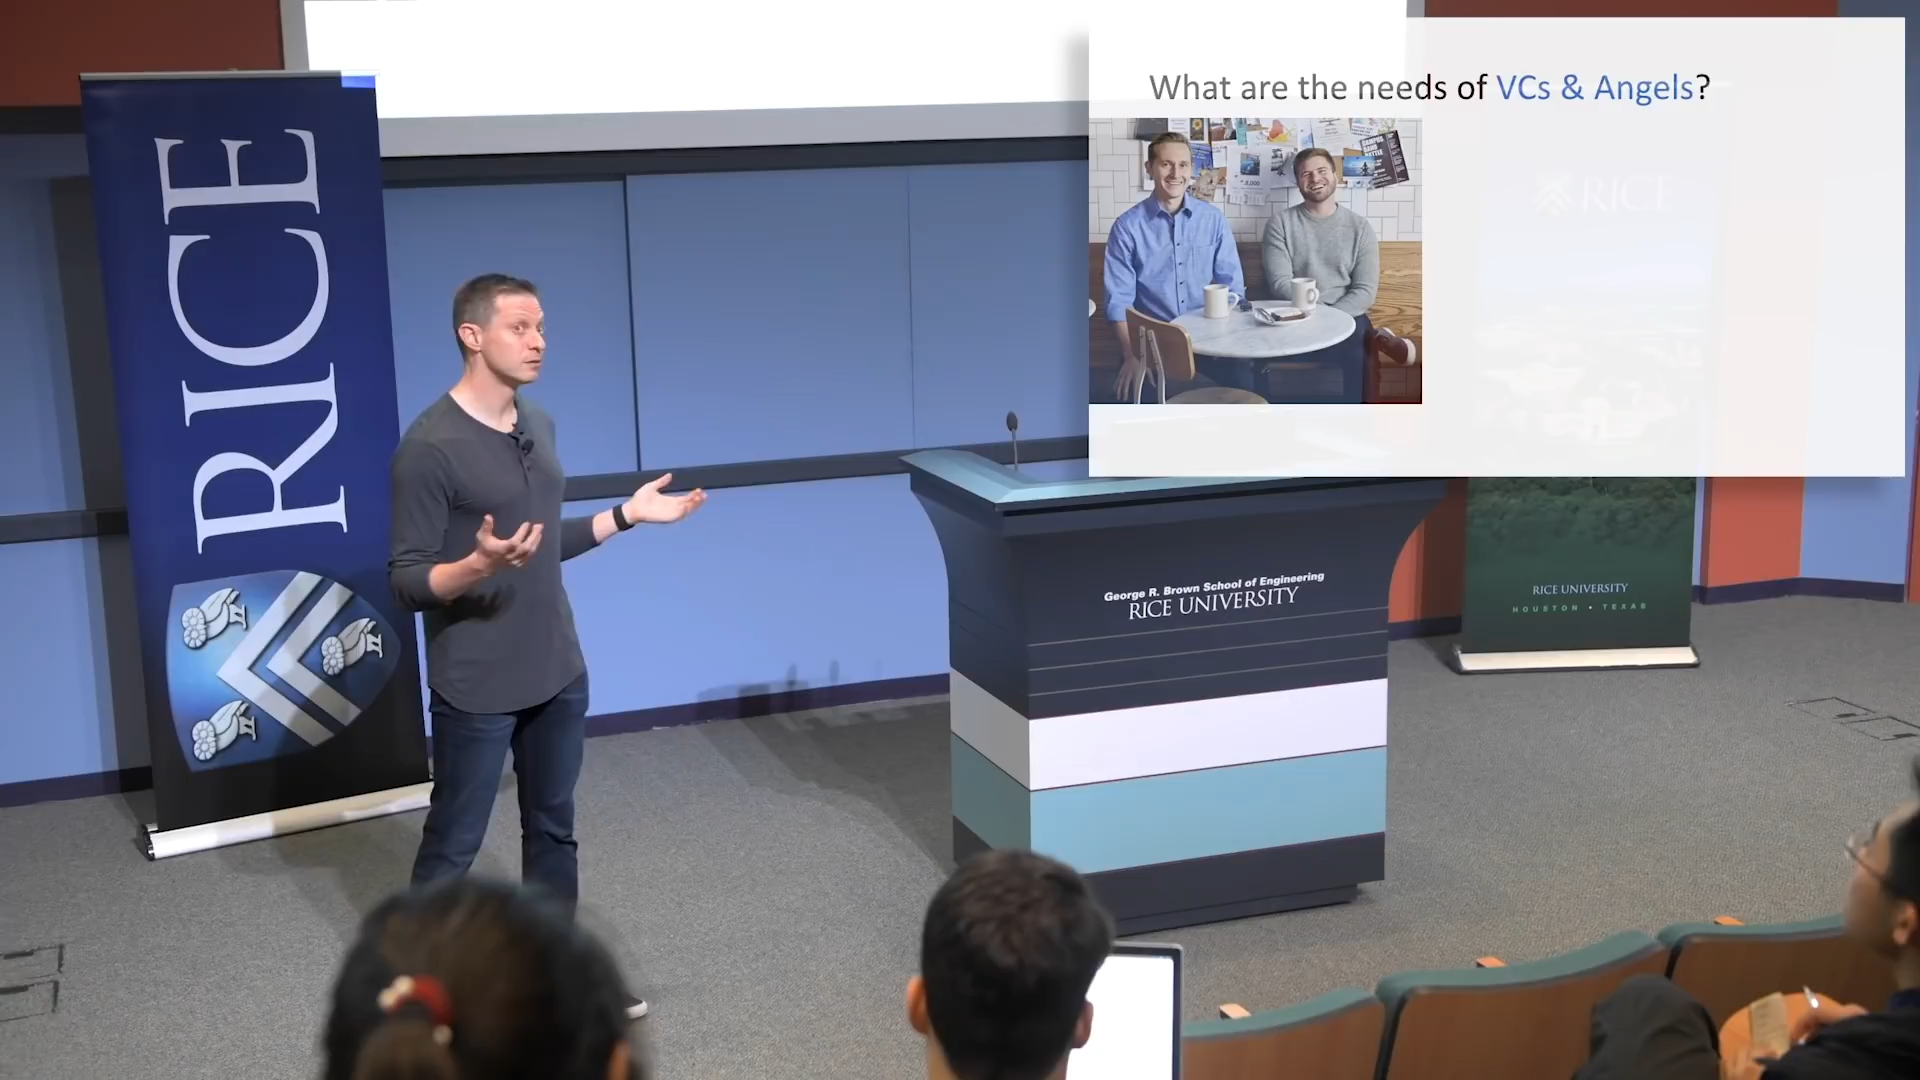 What are the needs of VCs & Angels?
RICE
RICE
George R. Brown School of Engineering
RICE UNIVERSITY
RICE UNIVERSITY
HOUSTON • TEXAS